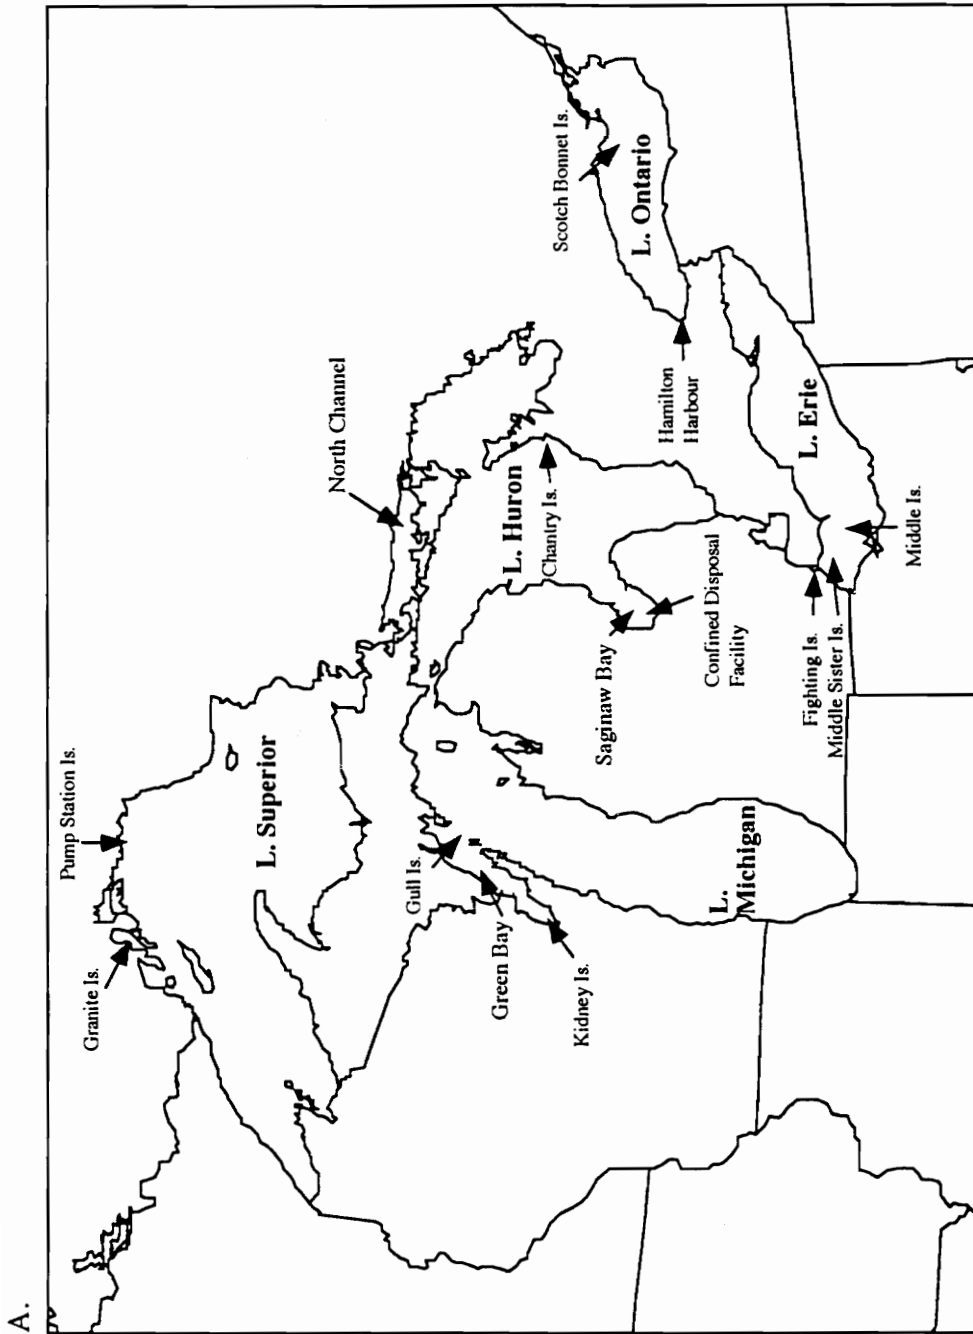 A.
Pump Station Is.
Granite Is.
L. Superior
North Channel
Gull Is.
Green Bay
Kidney Is.
L. Huron
Chantry Is.
Scotch Bonnet Is.
L. Ontario
Hamilton
Harbour
Saginaw Bay
Confined Disposal
Facility
L.
Michigan
L. Erie
Fighting Is.
Middle Sister Is.
Middle Is.